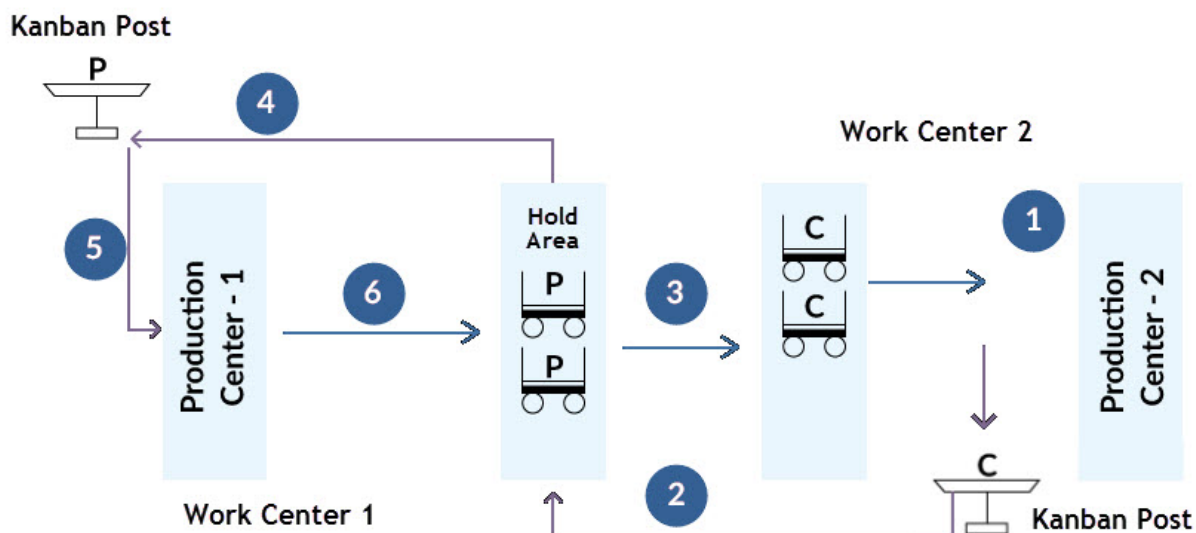 Kanban Post
P
4
Work Center 2
5
Production
Center - 1
6
Hold
Area
P
P
3
C
C
1
Production
Center - 2
2
C
Work Center 1
Kanban Post